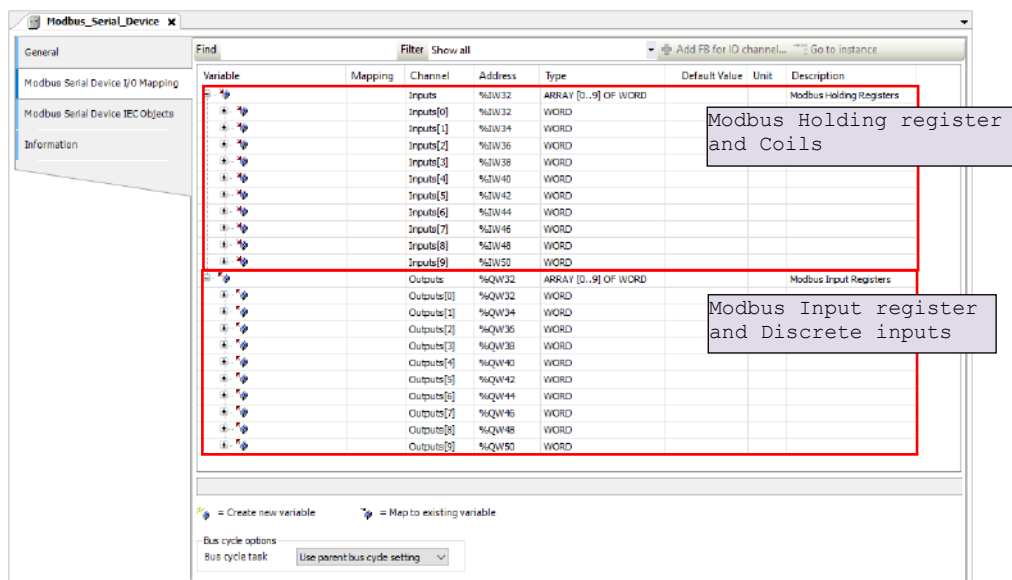 Modbus_Serial_Device
General
Modbus Serial Device I/O Mapping
Modbus Serial Device IEC Objects
Information
Find Filter Show all Add FB for IO channel... Go to instance
Variable Mapping Channel Address Type Default Value Unit Description
Inputs %IW32 ARRAY [0..9] OF WORD Modbus Holding Registers
Inputs[0] %IW32 WORD
Inputs[1] %IW34 WORD
Inputs[2] %IW36 WORD
Inputs[3] %IW38 WORD
Inputs[4] %IW40 WORD
Inputs[5] %IW42 WORD
Inputs[6] %IW44 WORD
Inputs[7] %IW46 WORD
Inputs[8] %IW48 WORD
Inputs[9] %IW50 WORD
Modbus Holding register
and Coils
Outputs %QW32 ARRAY [0..9] OF WORD Modbus Input Registers
Outputs[0] %QW32 WORD
Outputs[1] %QW34 WORD
Outputs[2] %QW36 WORD
Outputs[3] %QW38 WORD
Outputs[4] %QW40 WORD
Outputs[5] %QW42 WORD
Outputs[6] %QW44 WORD
Outputs[7] %QW46 WORD
Outputs[8] %QW48 WORD
Outputs[9] %QW50 WORD
Modbus Input register
and Discrete inputs
= Create new variable = Map to existing variable
Bus cycle options
Bus cycle task Use parent bus cycle setting